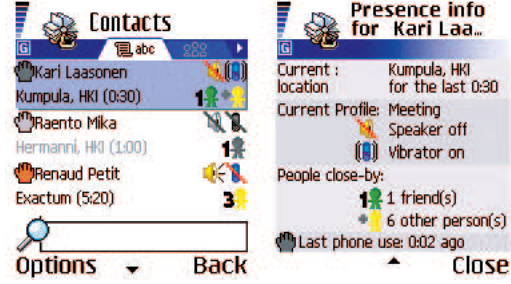 Contacts
G
abc
Kari Laasonen
Kumpula, HKI (0:30)
1
Raento Mika
Hermanni, HKI (1:00)
1
Renaud Petit
Exactum (5:20)
3
Options
Back
Presence info
for Kari Laa...
G
Current :
location
Kumpula, HKI
for the last 0:30
Current Profile: Meeting
Speaker off
Vibrator on
People close-by:
1 1 friend(s)
6 other person(s)
Last phone use: 0:02 ago
Close